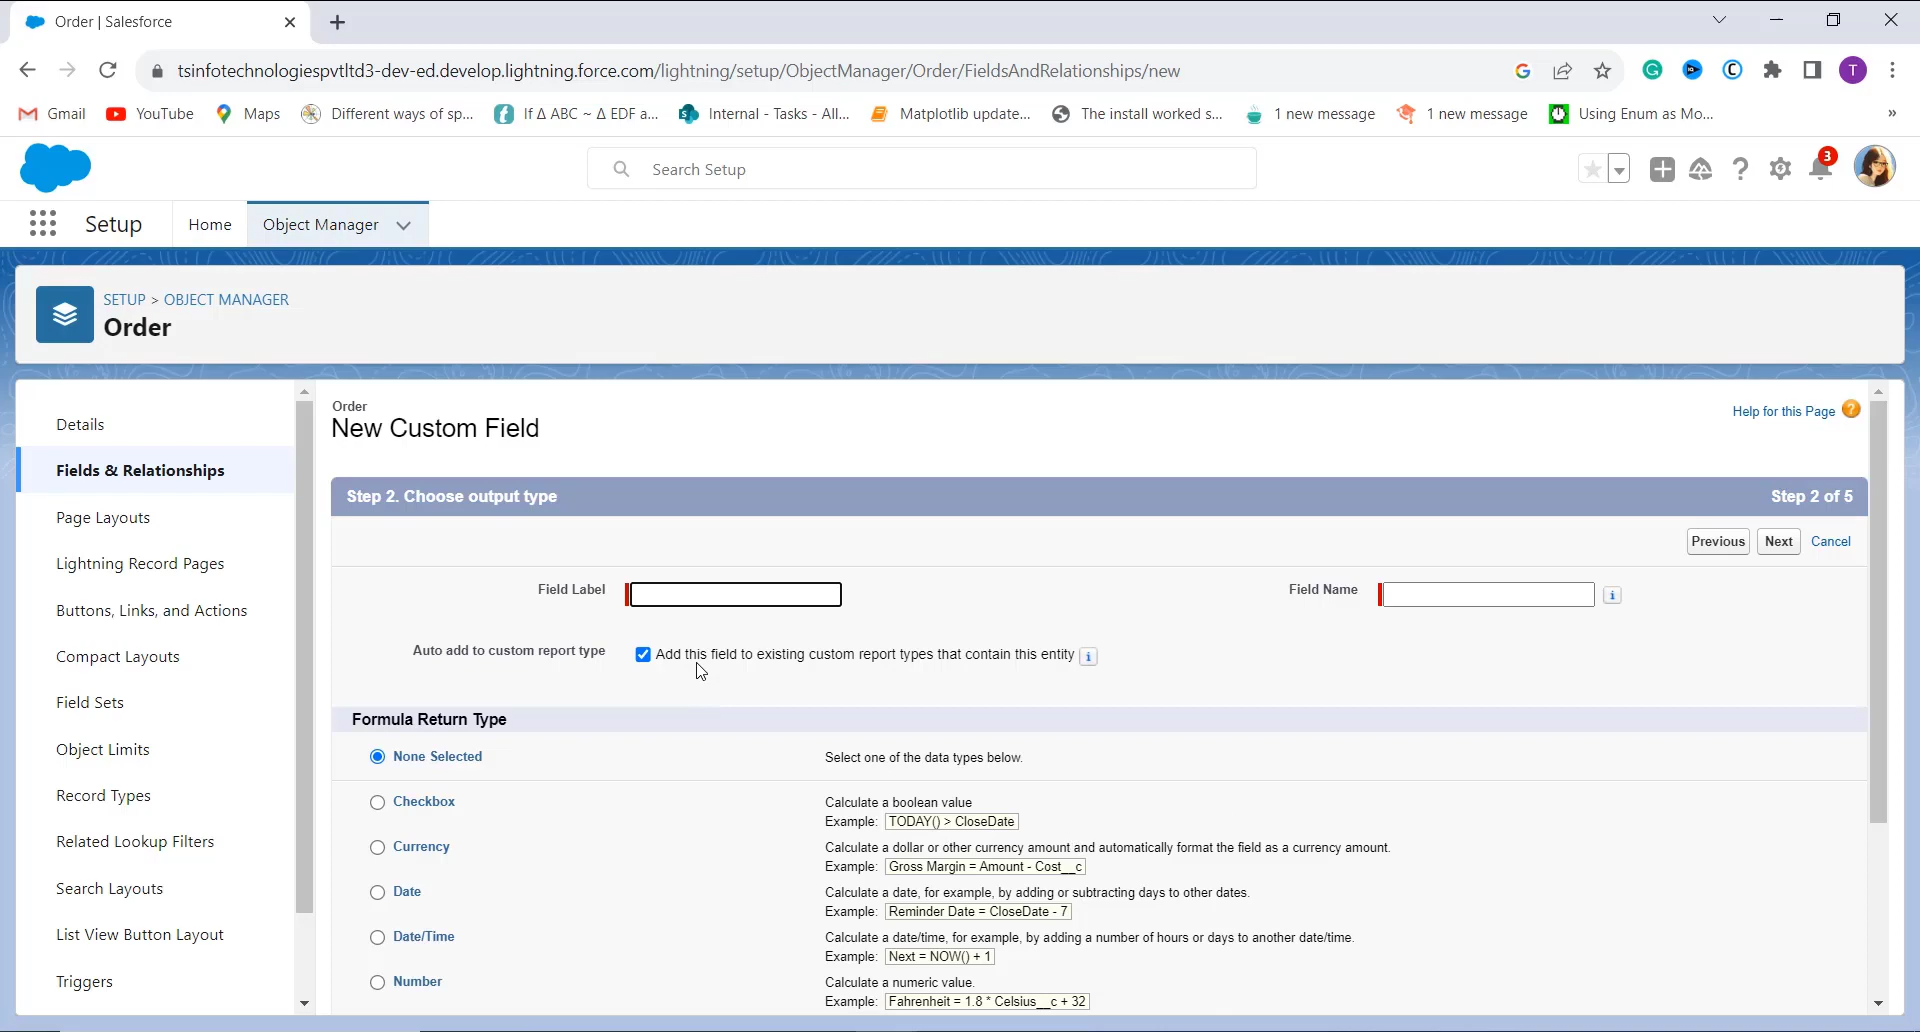 Order | Salesforce
tsinfotechnologiespvtltd3-dev-ed.develop.lightning.force.com/lightning/setup/ObjectManager/Order/FieldsAndRelationships/new
T
Gmail YouTube Maps Different ways of sp... If Δ ABC ~ Δ EDF a... Internal - Tasks - All... Matplotlib update... The install worked s... 1 new message 1 new message Using Enum as Mo... »
Search Setup
3
Setup Home Object Manager
SETUP > OBJECT MANAGER
Order
Details
Fields & Relationships
Page Layouts
Lightning Record Pages
Buttons, Links, and Actions
Compact Layouts
Field Sets
Object Limits
Record Types
Related Lookup Filters
Search Layouts
List View Button Layout
Triggers
Order
New Custom Field
Help for this Page ?
Step 2. Choose output type Step 2 of 5
Previous Next Cancel
Field Label Field Name i
Auto add to custom report type Add this field to existing custom report types that contain this entity i
Formula Return Type
None Selected Select one of the data types below.
Checkbox Calculate a boolean value
Example: TODAY() > CloseDate
Currency Calculate a dollar or other currency amount and automatically format the field as a currency amount.
Example: Gross Margin = Amount - Cost__c
Date Calculate a date, for example, by adding or subtracting days to other dates.
Example: Reminder Date = CloseDate - 7
Date/Time Calculate a date/time, for example, by adding a number of hours or days to another date/time.
Example: Next = NOW() + 1
Number Calculate a numeric value.
Example: Fahrenheit = 1.8 * Celsius__c + 32